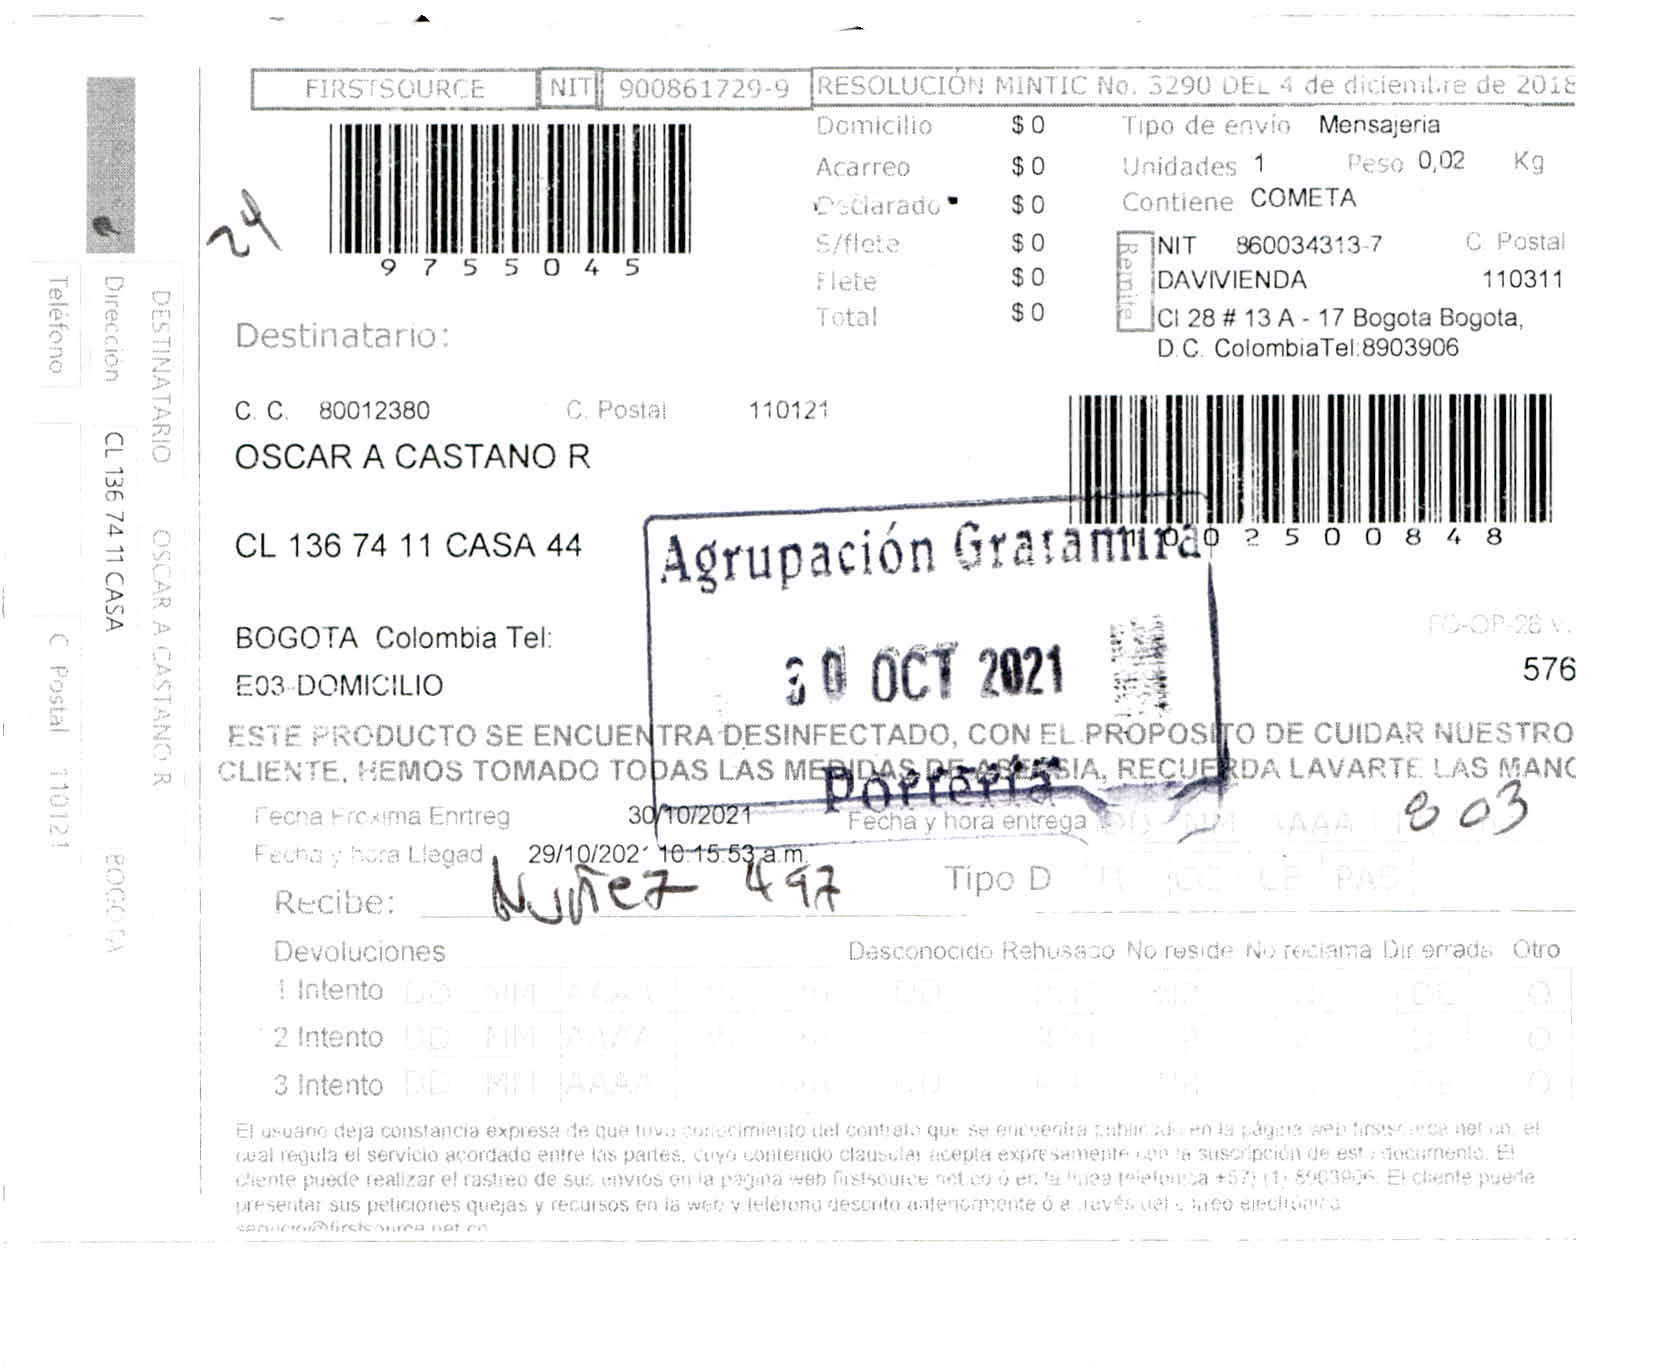 FIRSTSOURCE NIT 900861729-9 RESOLUCIÓN MINTIC No. 3290 DEL 4 de diciembre de 2018
Domicilio $ 0 Tipo de envío Mensajeria
Acarreo $ 0 Unidades 1 Peso 0,02 Kg
Declarado $ 0 Contiene COMETA
S/flete $ 0
Flete $ 0
Total $ 0
24
97555045
Remite
NIT 860034313-7 C Postal
DAVIVIENDA 110311
Cl 28 # 13 A - 17 Bogota Bogota,
D.C. ColombiaTel:8903906
Destinatario:
C. C. 80012380 C. Postal 110121
OSCAR A CASTANO R
CL 136 74 11 CASA 44
BOGOTA Colombia Tel:
E03-DOMICILIO
1002500848
Agrupación Gratamira
30 OCT 2021
Portería
FO-OP-26 V.
576
ESTE PRODUCTO SE ENCUENTRA DESINFECTADO, CON EL PROPOSITO DE CUIDAR NUESTRO
CLIENTE, HEMOS TOMADO TODAS LAS MEDIDAS DE ASEPSIA, RECUERDA LAVARTE LAS MANO
Fecha Proxima Enrtreg 30/10/2021 Fecha y hora entrega DD MM AAAA
803
Fecha y hora Llegad 29/10/2021 10:15:53 a.m.
Recibe: Nuñez 497 Tipo D TI CC CE PAS
Devoluciones Desconocido Rehusado No reside No reclama Dir errada Otro
1 Intento DD MM AAAA DD NR O
2 Intento DD MM AAAA O
3 Intento DD MM AAAA DD NR O
El usuario deja constancia expresa de que tuvo conocimiento del contrato que se encuentra publicado en la página web firstsource.net.co, el
cual regula el servicio acordado entre las partes, cuyo contenido clausular acepta expresamente con la suscripción de este documento. El
cliente puede realizar el rastreo de sus envios en la pagina web firstsource.net.co ó en la linea telefonica +57) (1) 8903906. El cliente puede
presentar sus peticiones quejas y recursos en la web y teléfono descrito anteriormente ó a través del correo electrónico
servicio@firstsource.net.co
DESTINATARIO OSCAR A CASTANO R
Dirección CL 136 74 11 CASA BOGOTA
Teléfono C Postal 110121